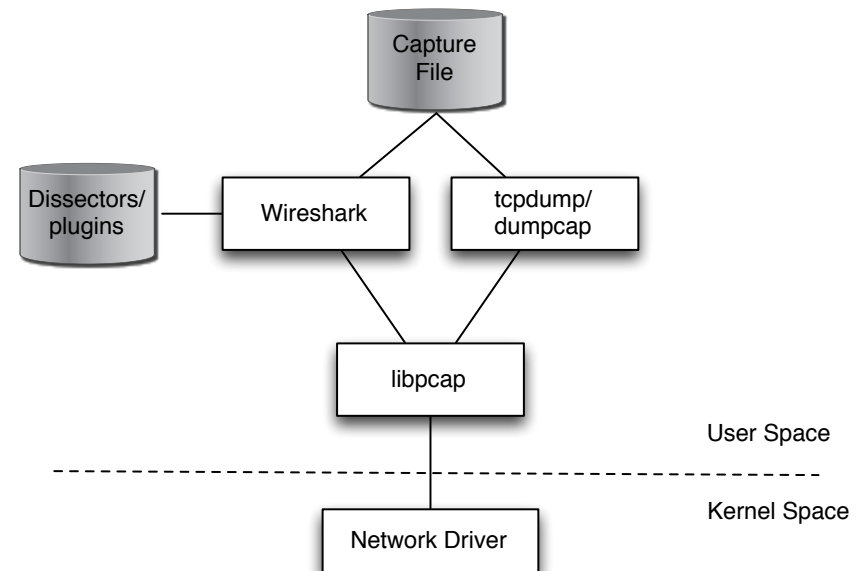 Capture
File
Dissectors/
plugins
Wireshark
tcpdump/
dumpcap
libpcap
User Space
Kernel Space
Network Driver